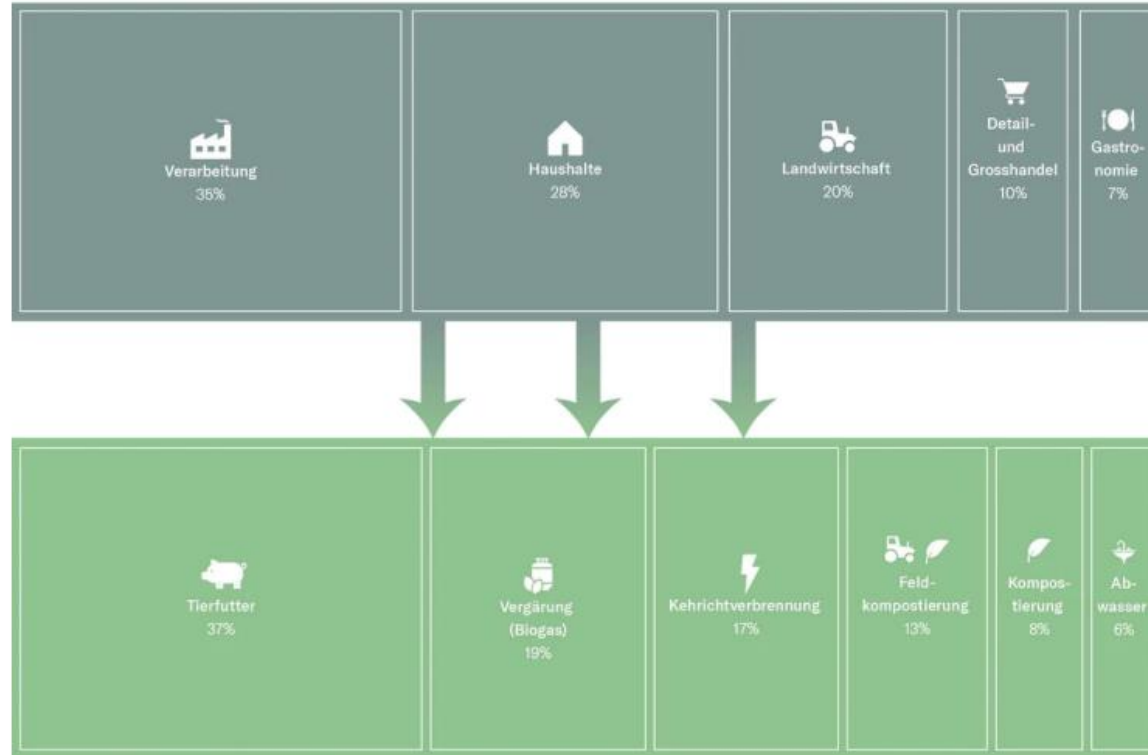 Verarbeitung
35%
Haushalte
28%
Landwirtschaft
20%
Detail-
und
Grosshandel
10%
Gastro-
nomie
7%
Tierfutter
37%
Vergärung
(Biogas)
19%
Kehrichtverbrennung
17%
Feld-
kompostierung
13%
Kompos-
tierung
8%
Ab-
wasser
6%